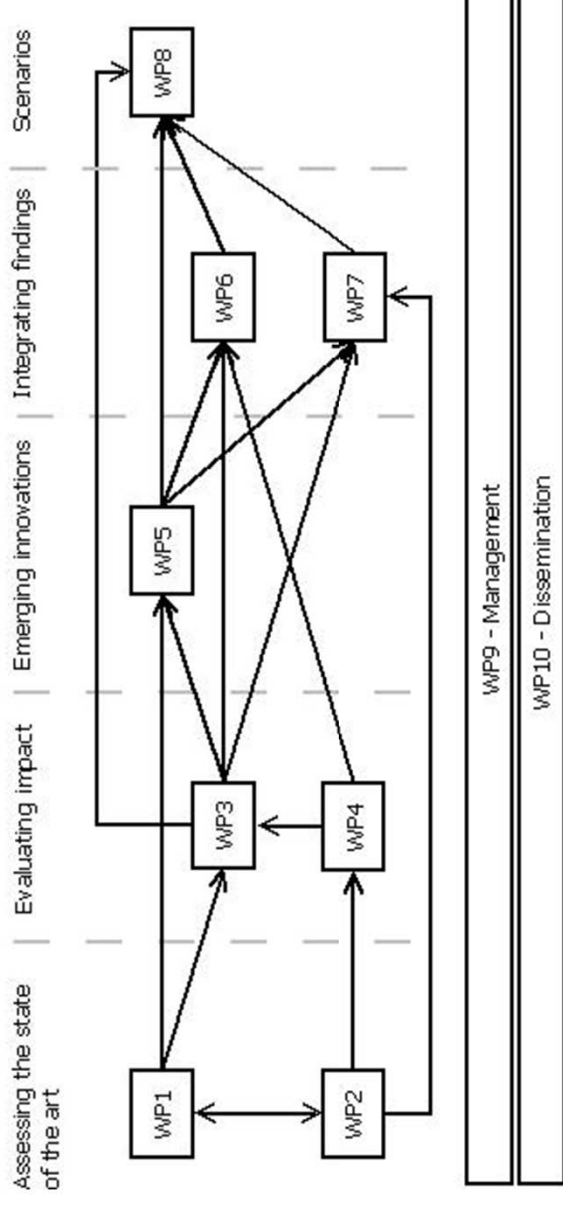 Assessing the state
of the art
Evaluating impact
Emerging innovations
Integrating findings
Scenarios
WP1
WP2
WP3
WP4
WP5
WP6
WP7
WP8
WP9 - Management
WP10 - Dissemination